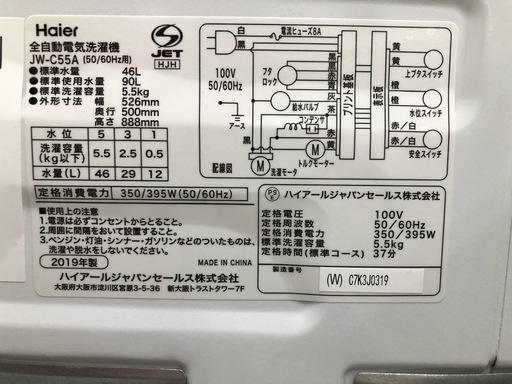 Haier
全自動電気洗濯機
JW-C55A (50/60Hz用)
S-JET
HJH
●標準水量 46L
●標準使用水量 90L
●標準洗濯容量 5.5kg
●外形寸法 幅 526mm
奥行 500mm
高さ 888mm
水位 5 3 1
洗濯容量(kg以下) 5.5 2.5 0.5
水量(L) 46 29 12
定格消費電力 350/395W(50/60Hz)
■使用上の注意
1.電源は必ずコンセントからとること。
2.周囲に間隔をおいて設置すること。
3.ベンジン・灯油・シンナー・ガソリンなどのついたものは、
洗濯や脱水をしないでください。
2019年製
MADE IN CHINA
ハイアールジャパンセールス株式会社
大阪府大阪市淀川区宮原3-5-36 新大阪トラストタワー7F
白
電流ヒューズ8A
黒
100V
50/60Hz
フタロック
黒
黒
青
給水バルブ
灰
コンデンサ
茶
アース
赤
黄
M
洗濯モータ
M
トルクモーター
配線図
プリント基板
表示板
黄
黄
上ブタスイッチ
橙
橙
水位スイッチ
赤/白
赤/白
安全スイッチ
PSE
ハイアールジャパンセールス株式会社
定格電圧 100V
定格周波数 50/60Hz
定格消費電力 350/395W
標準洗濯容量 5.5kg
定格時間(標準コース) 37分
製造番号
(W) C7K3J0319